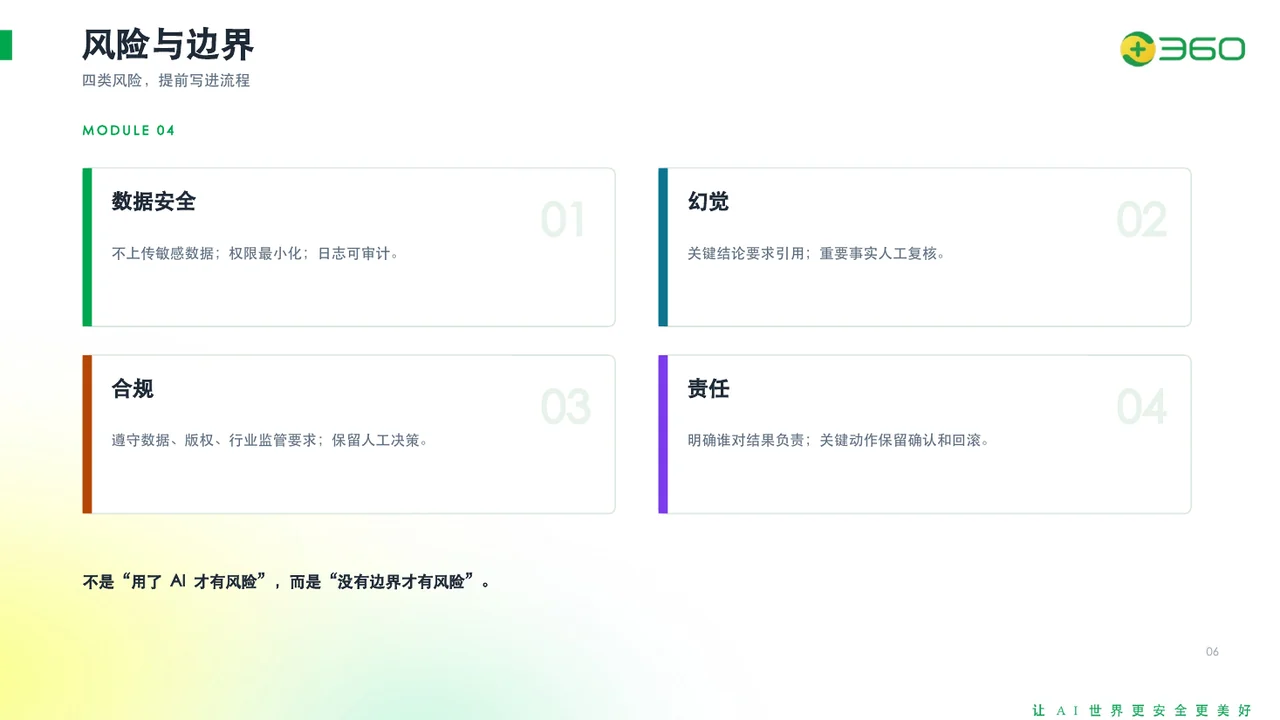 风险与边界
360
四类风险，提前写进流程
MODULE 04
数据安全
01
不上传敏感数据；权限最小化；日志可审计。
幻觉
02
关键结论要求引用；重要事实人工复核。
合规
03
遵守数据、版权、行业监管要求；保留人工决策。
责任
04
明确谁对结果负责；关键动作保留确认和回滚。
不是“用了 AI 才有风险”，而是“没有边界才有风险”。
06
让 AI 世界更安全更美好